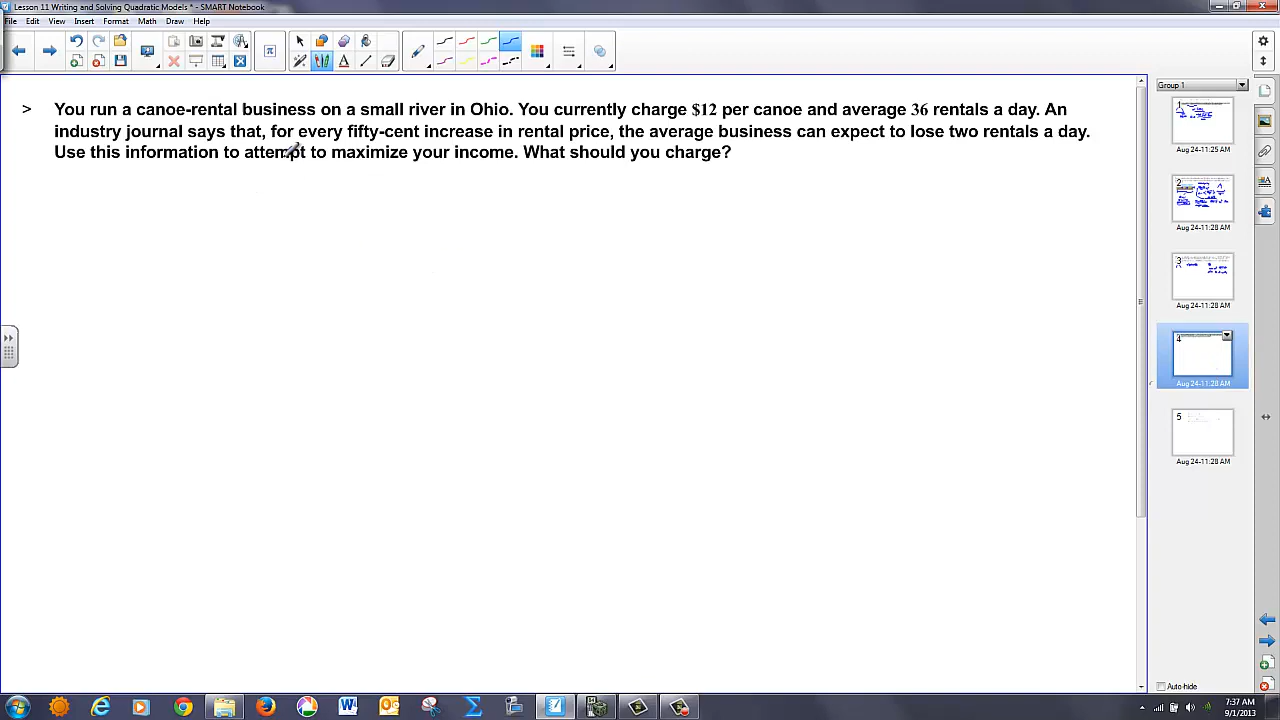 Lesson 11 Writing and Solving Quadratic Models * - SMART Notebook
File Edit View Insert Format Math Draw Help
> You run a canoe-rental business on a small river in Ohio. You currently charge $12 per canoe and average 36 rentals a day. An
industry journal says that, for every fifty-cent increase in rental price, the average business can expect to lose two rentals a day.
Use this information to attempt to maximize your income. What should you charge?
Group 1
1
Aug 24-11:25 AM
2
Aug 24-11:28 AM
3
Aug 24-11:28 AM
4
Aug 24-11:28 AM
5
Aug 24-11:28 AM
Auto-hide
7:37 AM
9/1/2013